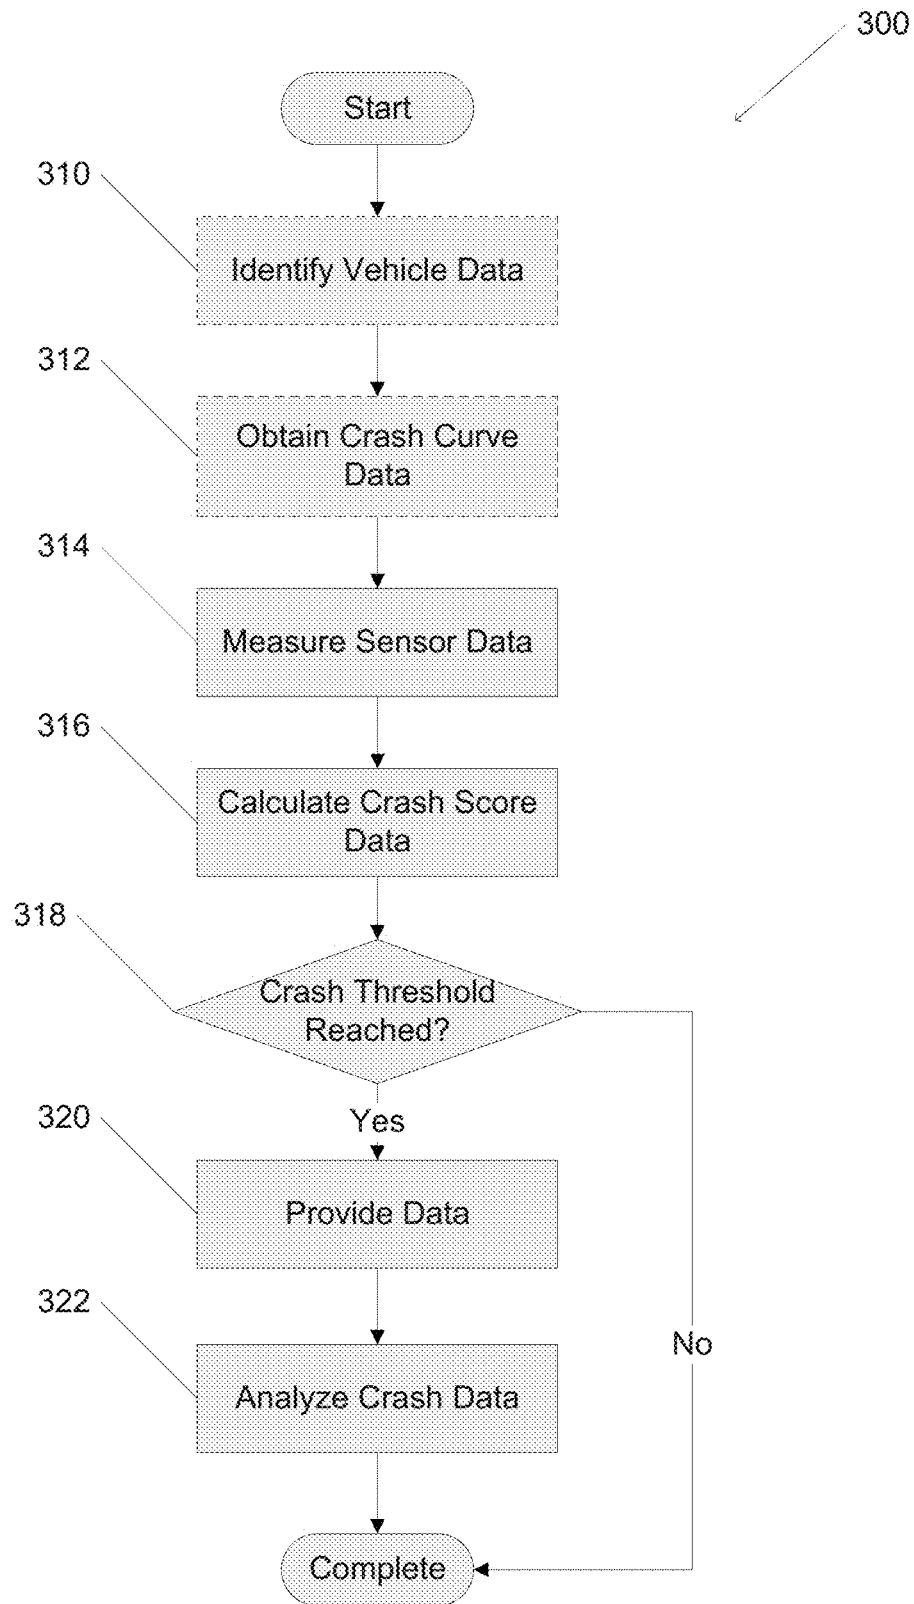 300
Start
310
Identify Vehicle Data
312
Obtain Crash Curve
Data
314
Measure Sensor Data
316
Calculate Crash Score
Data
318
Crash Threshold
Reached?
Yes
320
Provide Data
322
No
Analyze Crash Data
Complete